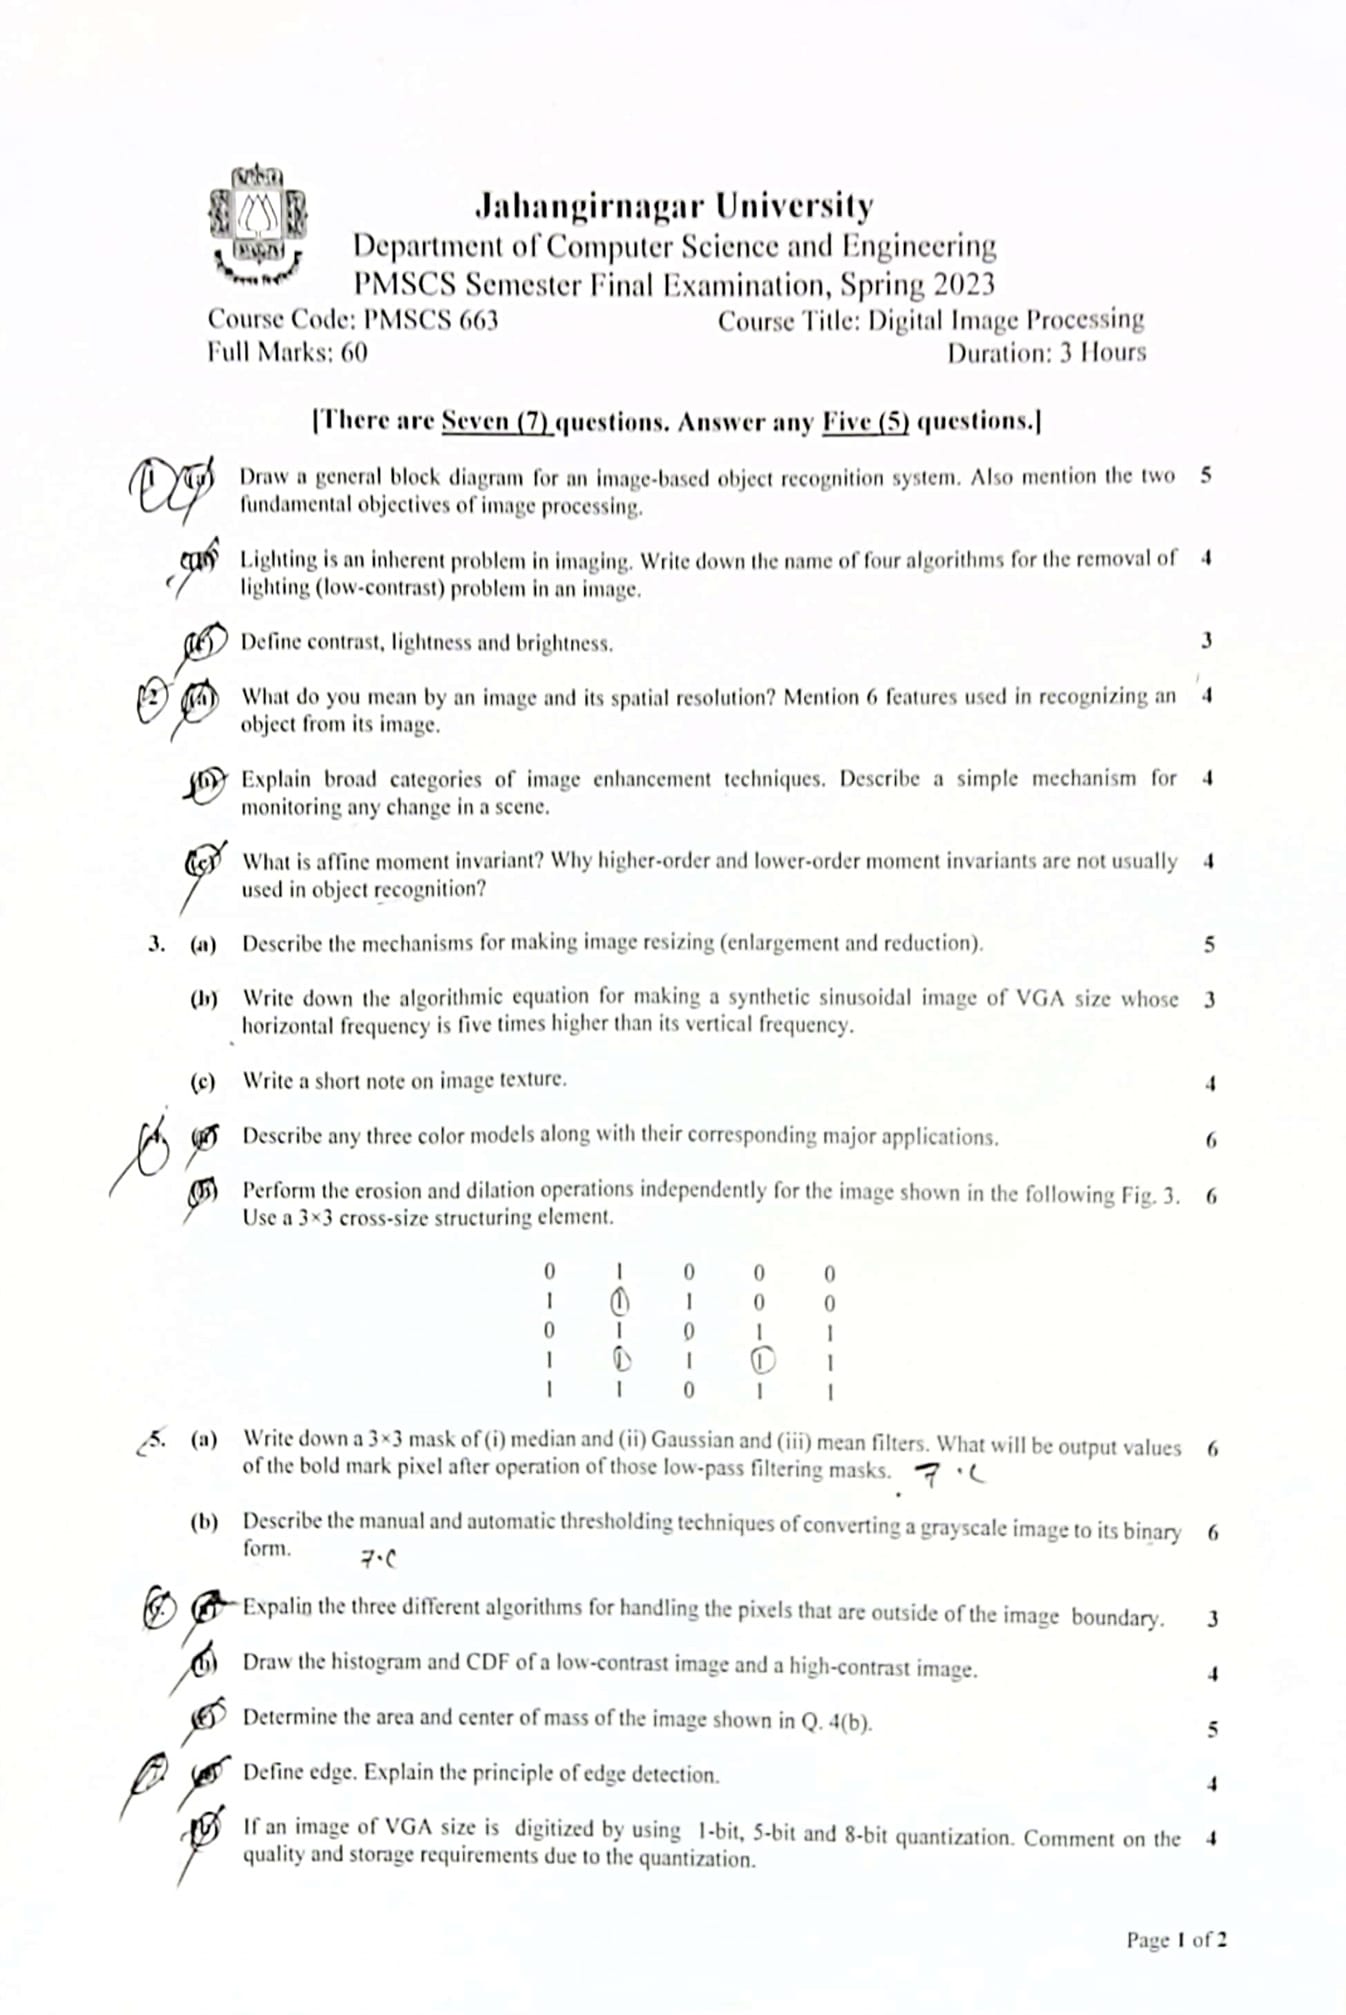 Jahangirnagar University
Department of Computer Science and Engineering
PMSCS Semester Final Examination, Spring 2023
Course Code: PMSCS 663 Course Title: Digital Image Processing
Full Marks: 60 Duration: 3 Hours
[There are Seven (7) questions. Answer any Five (5) questions.]
1 (a) Draw a general block diagram for an image-based object recognition system. Also mention the two 5
fundamental objectives of image processing.
(b) Lighting is an inherent problem in imaging. Write down the name of four algorithms for the removal of 4
lighting (low-contrast) problem in an image.
(c) Define contrast, lightness and brightness. 3
2 (a) What do you mean by an image and its spatial resolution? Mention 6 features used in recognizing an 4
object from its image.
(b) Explain broad categories of image enhancement techniques. Describe a simple mechanism for 4
monitoring any change in a scene.
(c) What is affine moment invariant? Why higher-order and lower-order moment invariants are not usually 4
used in object recognition?
3. (a) Describe the mechanisms for making image resizing (enlargement and reduction). 5
(b) Write down the algorithmic equation for making a synthetic sinusoidal image of VGA size whose 3
horizontal frequency is five times higher than its vertical frequency.
(c) Write a short note on image texture. 4
Describe any three color models along with their corresponding major applications. 6
(b) Perform the erosion and dilation operations independently for the image shown in the following Fig. 3. 6
Use a 3×3 cross-size structuring element.
0 1 0 0 0
1 1 1 0 0
0 1 0 1 1
1 1 1 1 1
1 1 0 1 1
5. (a) Write down a 3×3 mask of (i) median and (ii) Gaussian and (iii) mean filters. What will be output values 6
of the bold mark pixel after operation of those low-pass filtering masks. 7.C
(b) Describe the manual and automatic thresholding techniques of converting a grayscale image to its binary 6
form. 7.C
Expalin the three different algorithms for handling the pixels that are outside of the image boundary. 3
(b) Draw the histogram and CDF of a low-contrast image and a high-contrast image. 4
Determine the area and center of mass of the image shown in Q. 4(b). 5
Define edge. Explain the principle of edge detection. 4
If an image of VGA size is digitized by using 1-bit, 5-bit and 8-bit quantization. Comment on the 4
quality and storage requirements due to the quantization.
Page 1 of 2